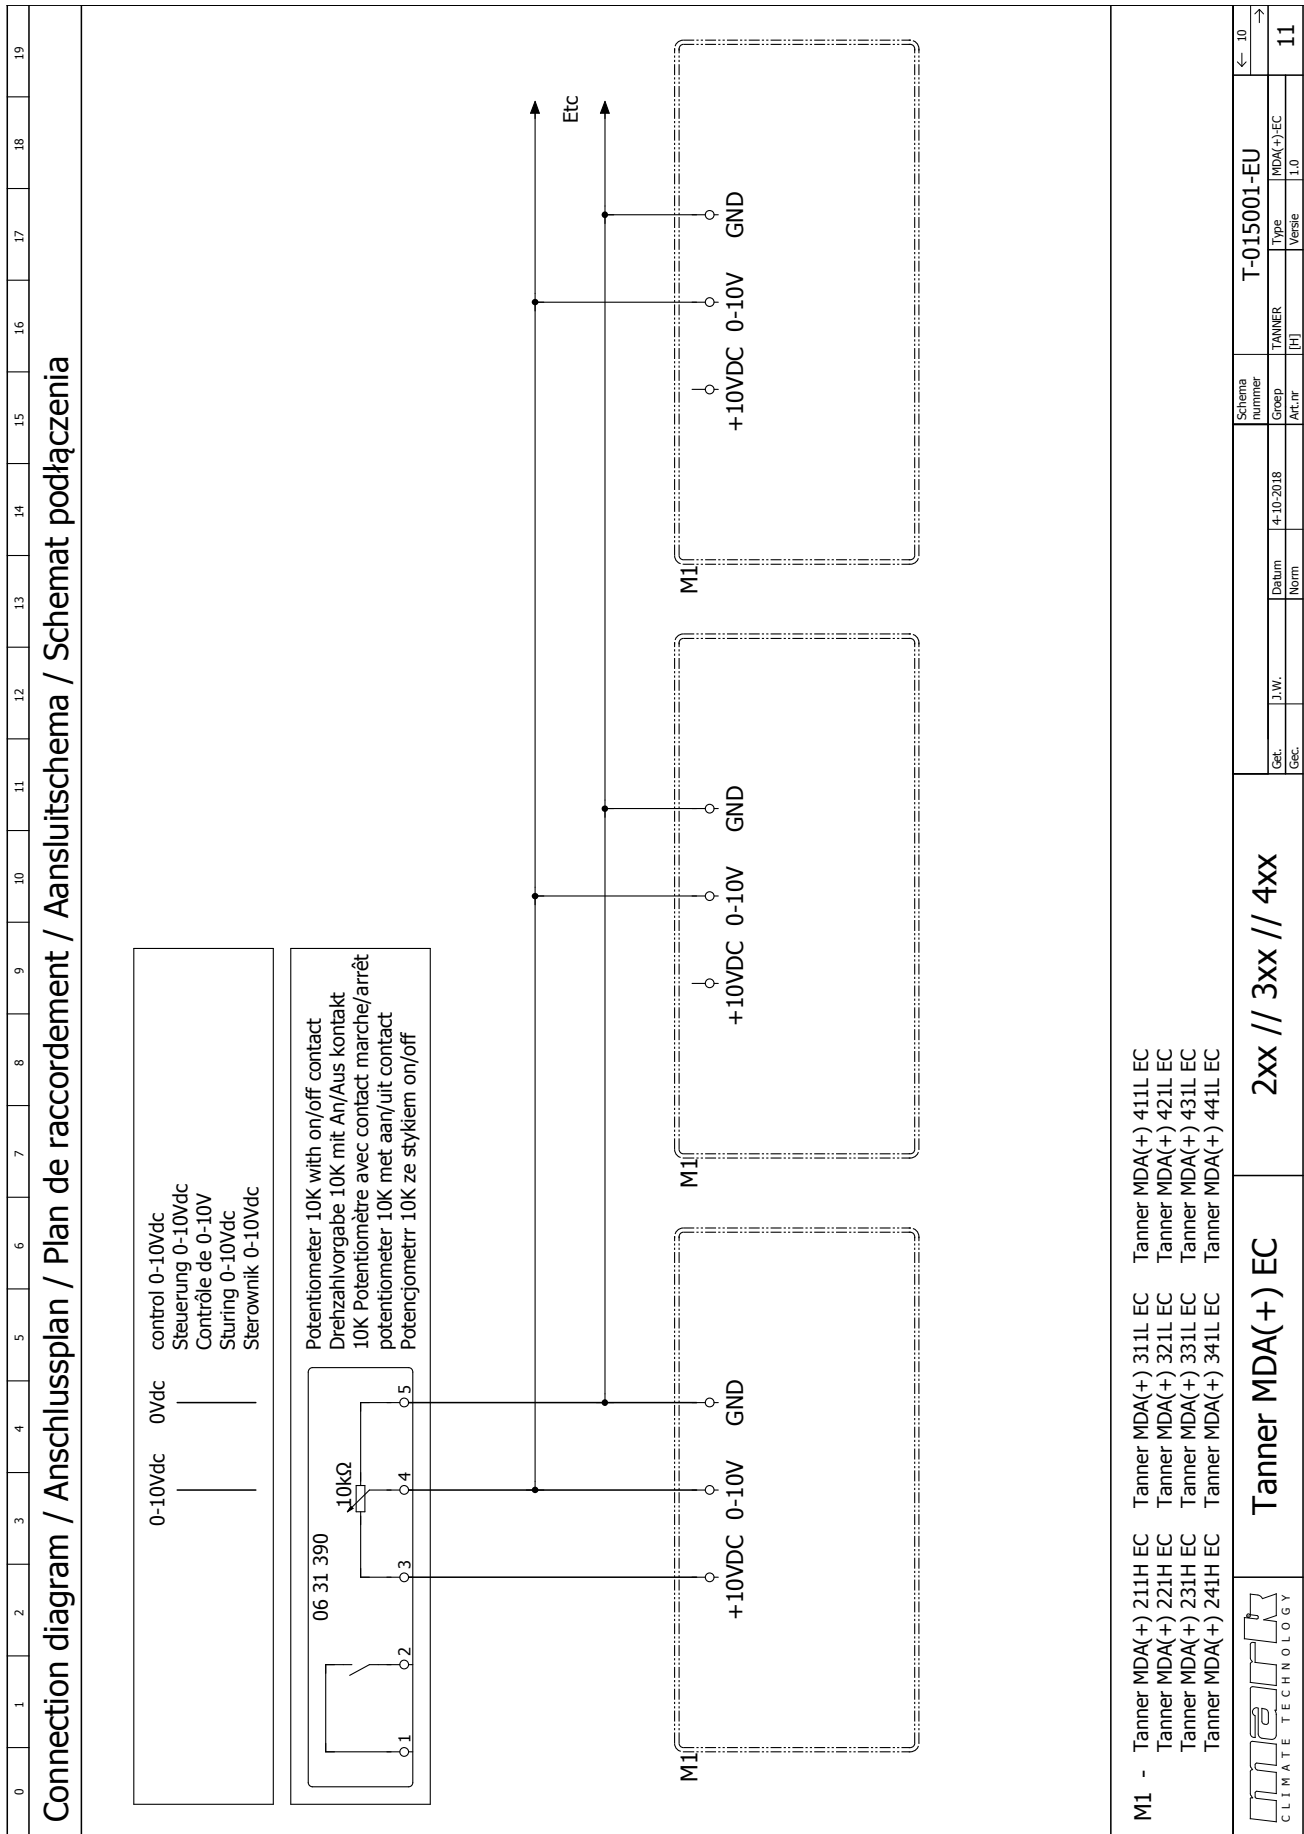 0 1 2 3 4 5 6 7 8 9 10 11 12 13 14 15 16 17 18 19
Connection diagram / Anschlussplan / Plan de raccordement / Aansluitschema / Schemat podłączenia
0-10Vdc 0Vdc
control 0-10Vdc
Steuerung 0-10Vdc
Contrôle de 0-10V
Sturing 0-10Vdc
Sterownik 0-10Vdc
06 31 390
10kΩ
1 2 3 4 5
Potentiometer 10K with on/off contact
Drehzahlvorgabe 10K mit An/Aus kontakt
10K Potentiomètre avec contact marche/arrêt
potentiometer 10K met aan/uit contact
Potencjometrr 10K ze stykiem on/off
Etc
M1
+10VDC 0-10V GND
M1
+10VDC 0-10V GND
M1
+10VDC 0-10V GND
M1 - Tanner MDA(+) 211H EC Tanner MDA(+) 311L EC Tanner MDA(+) 411L EC
Tanner MDA(+) 221H EC Tanner MDA(+) 321L EC Tanner MDA(+) 421L EC
Tanner MDA(+) 231H EC Tanner MDA(+) 331L EC Tanner MDA(+) 431L EC
Tanner MDA(+) 241H EC Tanner MDA(+) 341L EC Tanner MDA(+) 441L EC
mark
CLIMATE TECHNOLOGY
Tanner MDA(+) EC
2xx // 3xx // 4xx
Schema nummer T-015001-EU
← 10
→
Get. J.W. Datum 4-10-2018 Groep TANNER Type MDA(+)-EC
Gec. Norm Art.nr [H] Versie 1.0
11